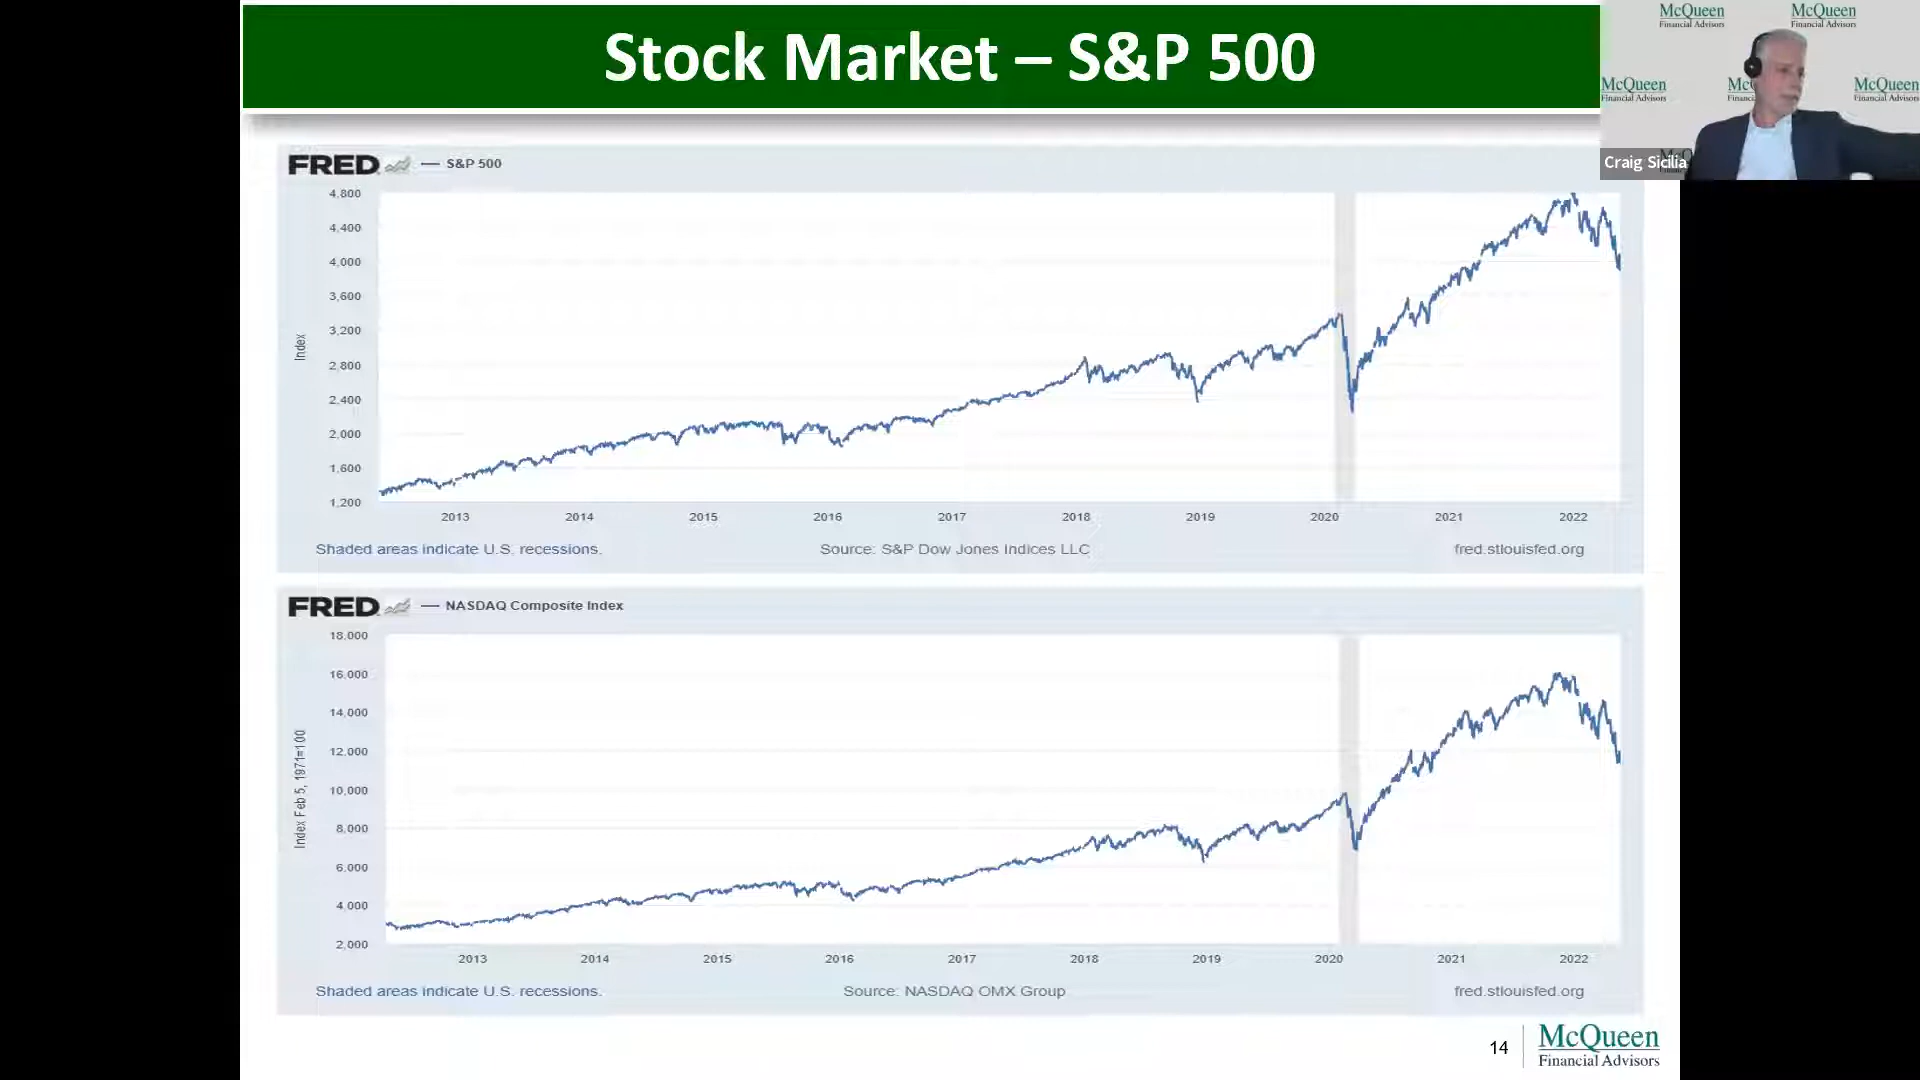 Stock Market – S&P 500
McQueen
Financial Advisors
McQueen
Financial Advisors
McQueen
Financial Advisors
McQueen
Financial Advisors
Craig Sicilia
FRED — S&P 500
4,800
4,400
4,000
3,600
3,200
2,800
2,400
2,000
1,600
1,200
Index
2013 2014 2015 2016 2017 2018 2019 2020 2021 2022
Shaded areas indicate U.S. recessions. Source: S&P Dow Jones Indices LLC fred.stlouisfed.org
FRED — NASDAQ Composite Index
18,000
16,000
14,000
12,000
10,000
8,000
6,000
4,000
2,000
Index Feb 5, 1971=100
2013 2014 2015 2016 2017 2018 2019 2020 2021 2022
Shaded areas indicate U.S. recessions. Source: NASDAQ OMX Group fred.stlouisfed.org
14
McQueen
Financial Advisors